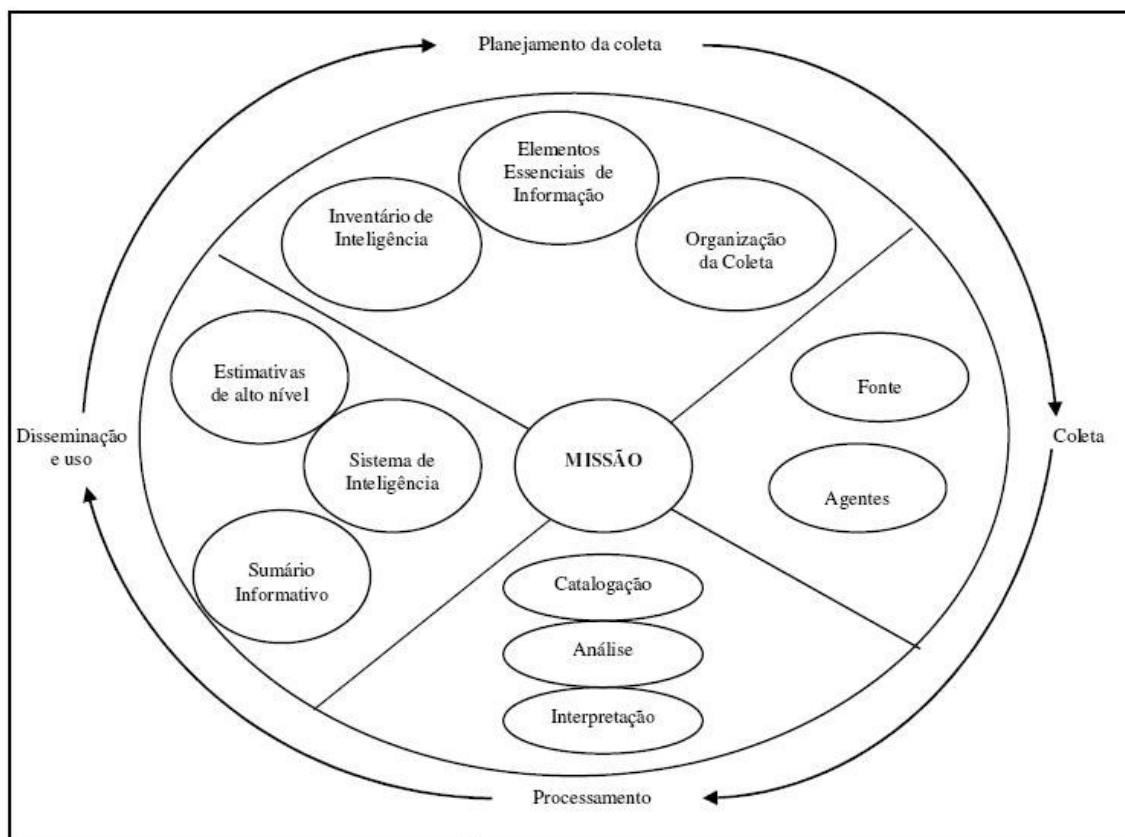 Planejamento da coleta
Elementos
Essenciais de
Informação
Inventário de
Inteligência
Organização
da Coleta
Estimativas
de alto nível
Fonte
Disseminação
e uso
Sistema de
Inteligência
MISSÃO
Coleta
Agentes
Sumário
Informativo
Catalogação
Análise
Interpretação
Processamento